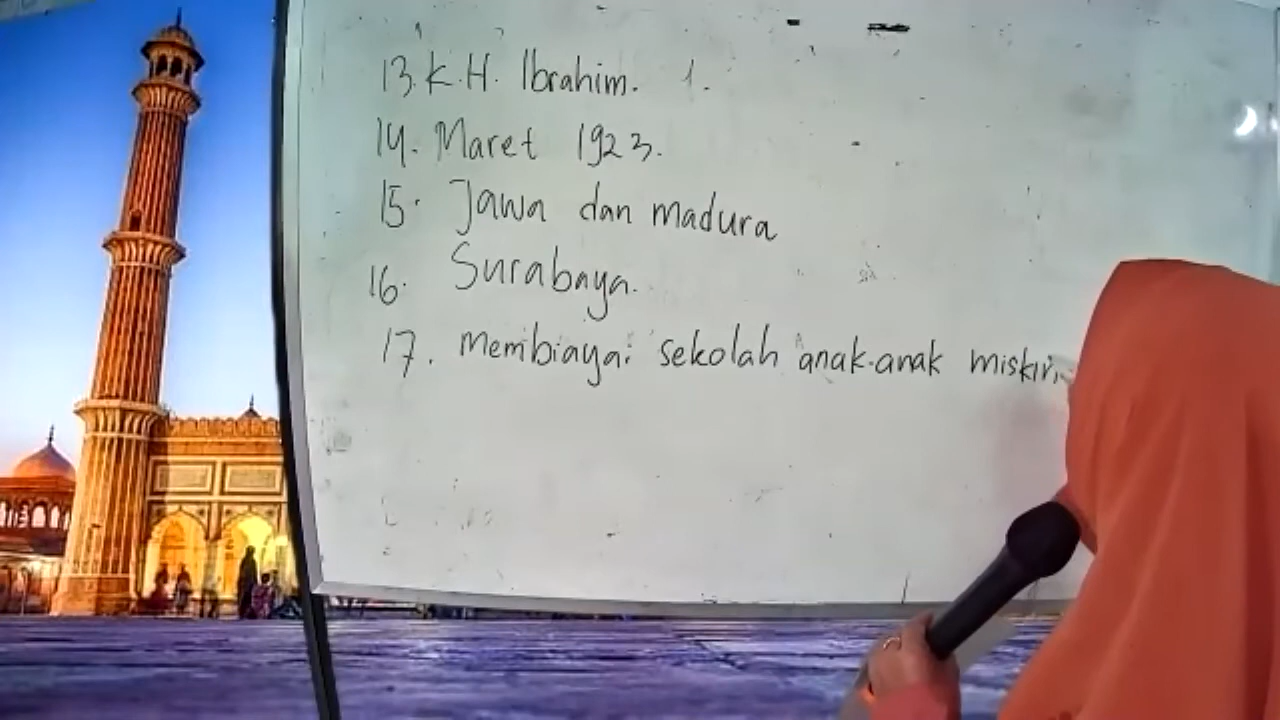 13. K.H. Ibrahim. 1.
14. Maret 1923.
15. Jawa dan madura
16. Surabaya.
17. Membiayai sekolah anak-anak miskin